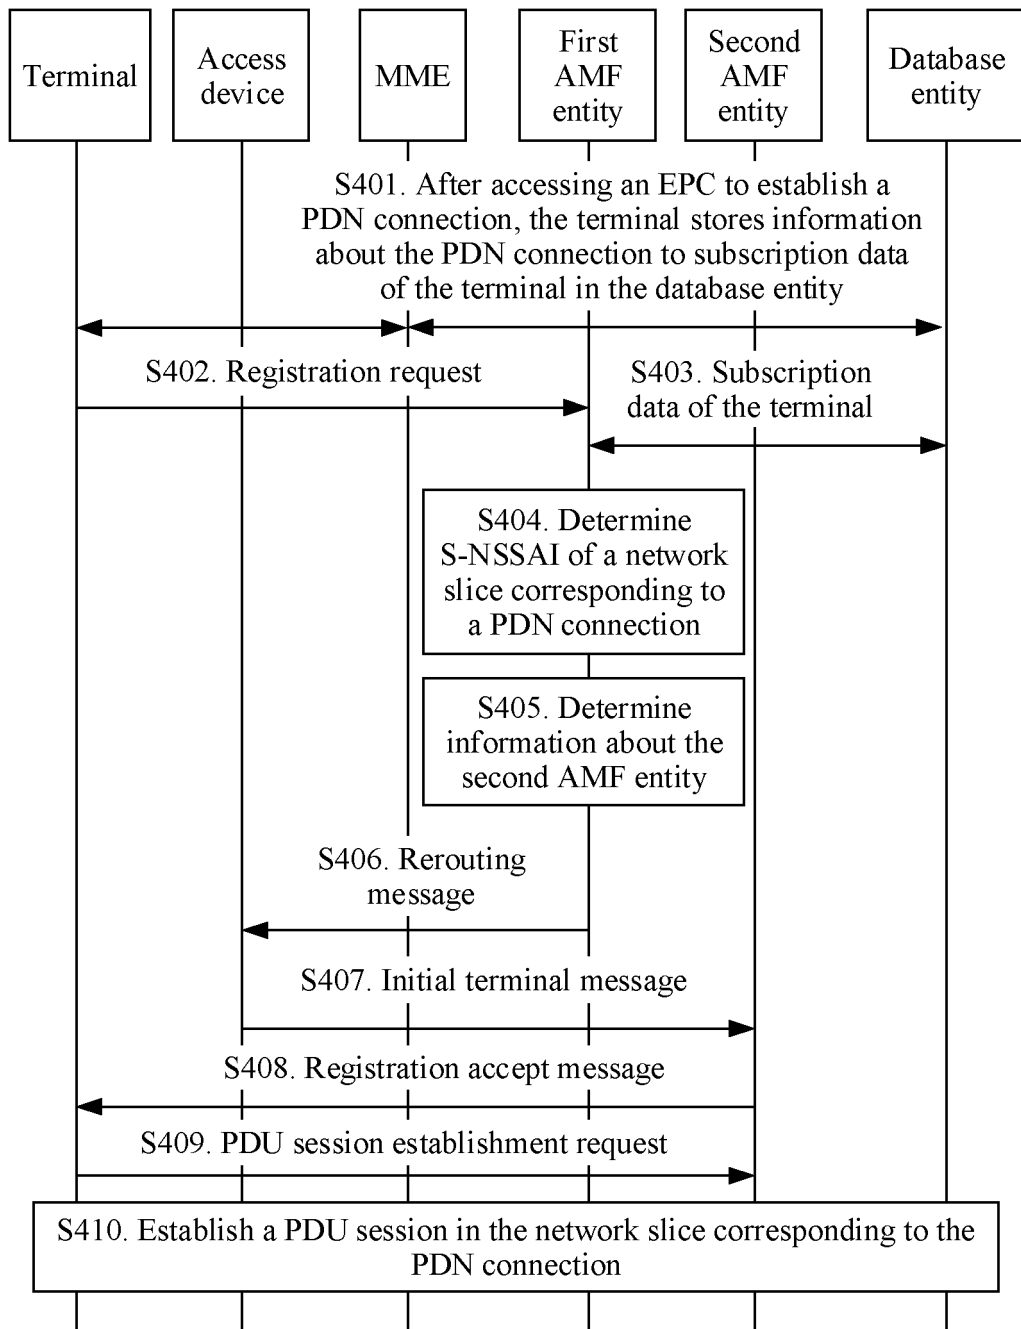 Terminal
Access
device
MME
First
AMF
entity
Second
AMF
entity
Database
entity
S401. After accessing an EPC to establish a
PDN connection, the terminal stores information
about the PDN connection to subscription data
of the terminal in the database entity
S402. Registration request
S403. Subscription
data of the terminal
S404. Determine
S-NSSAI of a network
slice corresponding to
a PDN connection
S405. Determine
information about the
second AMF entity
S406. Rerouting
message
S407. Initial terminal message
S408. Registration accept message
S409. PDU session establishment request
S410. Establish a PDU session in the network slice corresponding to the
PDN connection